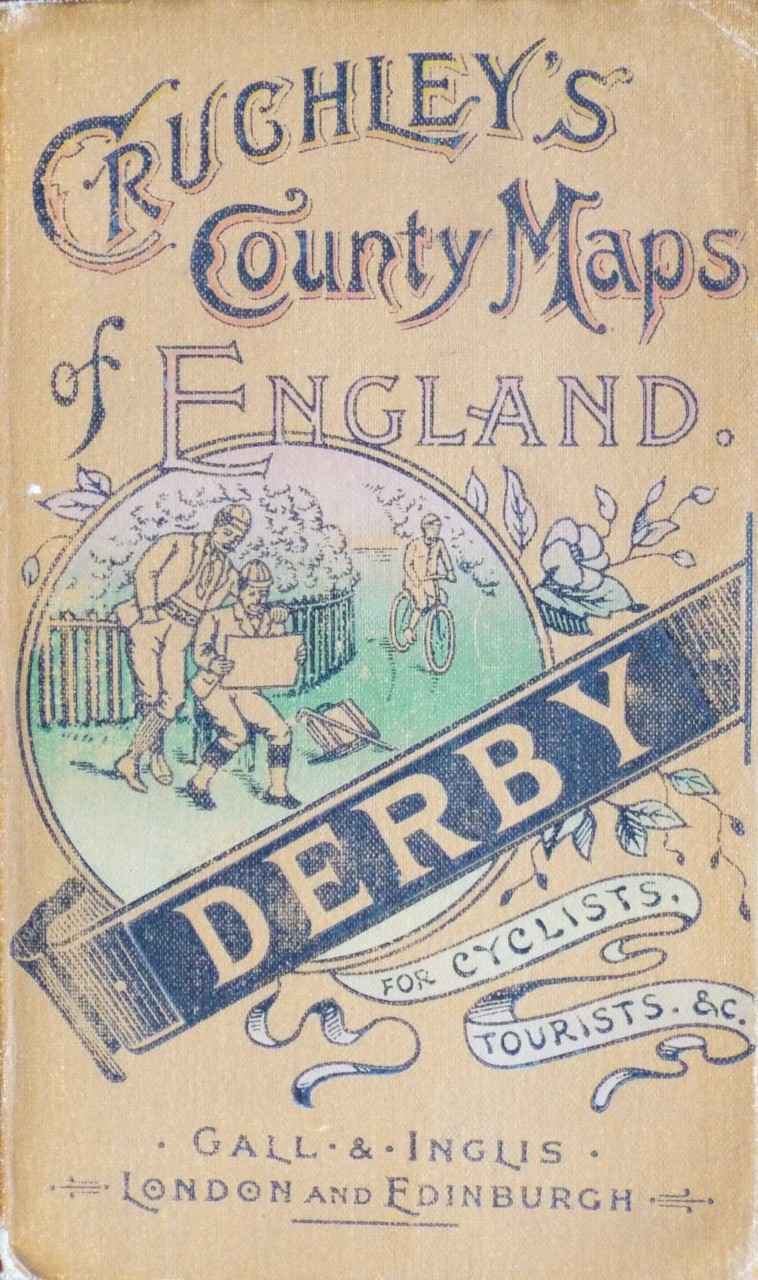 CRUCHLEY'S
County Maps
of ENGLAND.
DERBY
FOR CYCLISTS.
TOURISTS. &C.
· GALL · & · INGLIS ·
LONDON AND EDINBURGH